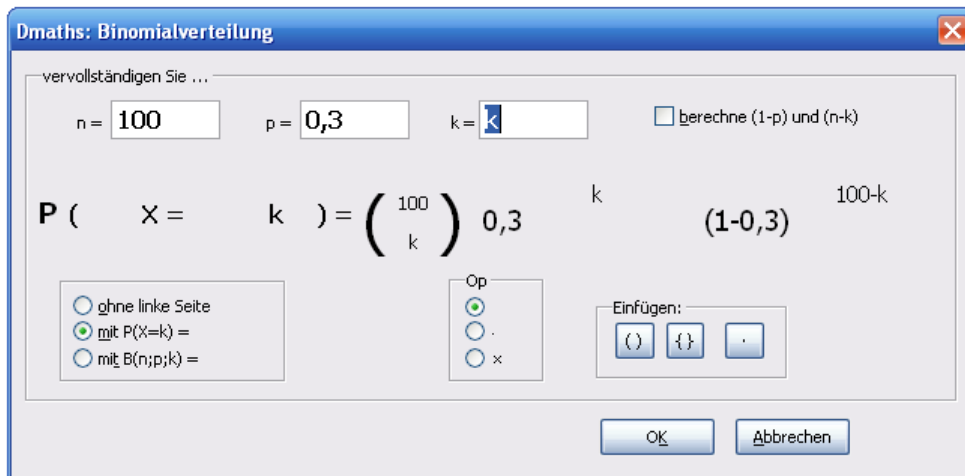 Dmaths: Binomialverteilung
vervollständigen Sie ...
n = 100 p = 0,3 k = k berechne (1-p) und (n-k)
P ( X = k ) = ( 100 k ) 0,3 k (1-0,3) 100-k
ohne linke Seite
mit P(X=k) =
mit B(n;p;k) =
Op
·
x
Einfügen:
( ) { } ·
OK Abbrechen